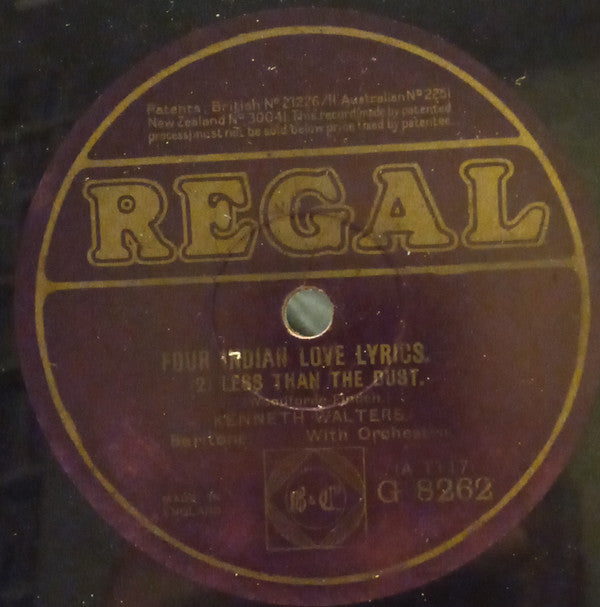 Patents, British Nº 21226/11 Australian Nº 2251
New Zealand Nº 30041 This record (made by patented
process) must not be sold below price fixed by patentee.
REGAL
FOUR INDIAN LOVE LYRICS.
2. LESS THAN THE DUST.
(Woodforde Finden)
KENNETH WALTERS
Baritone With Orchestra
(A 1117
MADE IN
ENGLAND
B & C°
G 8262